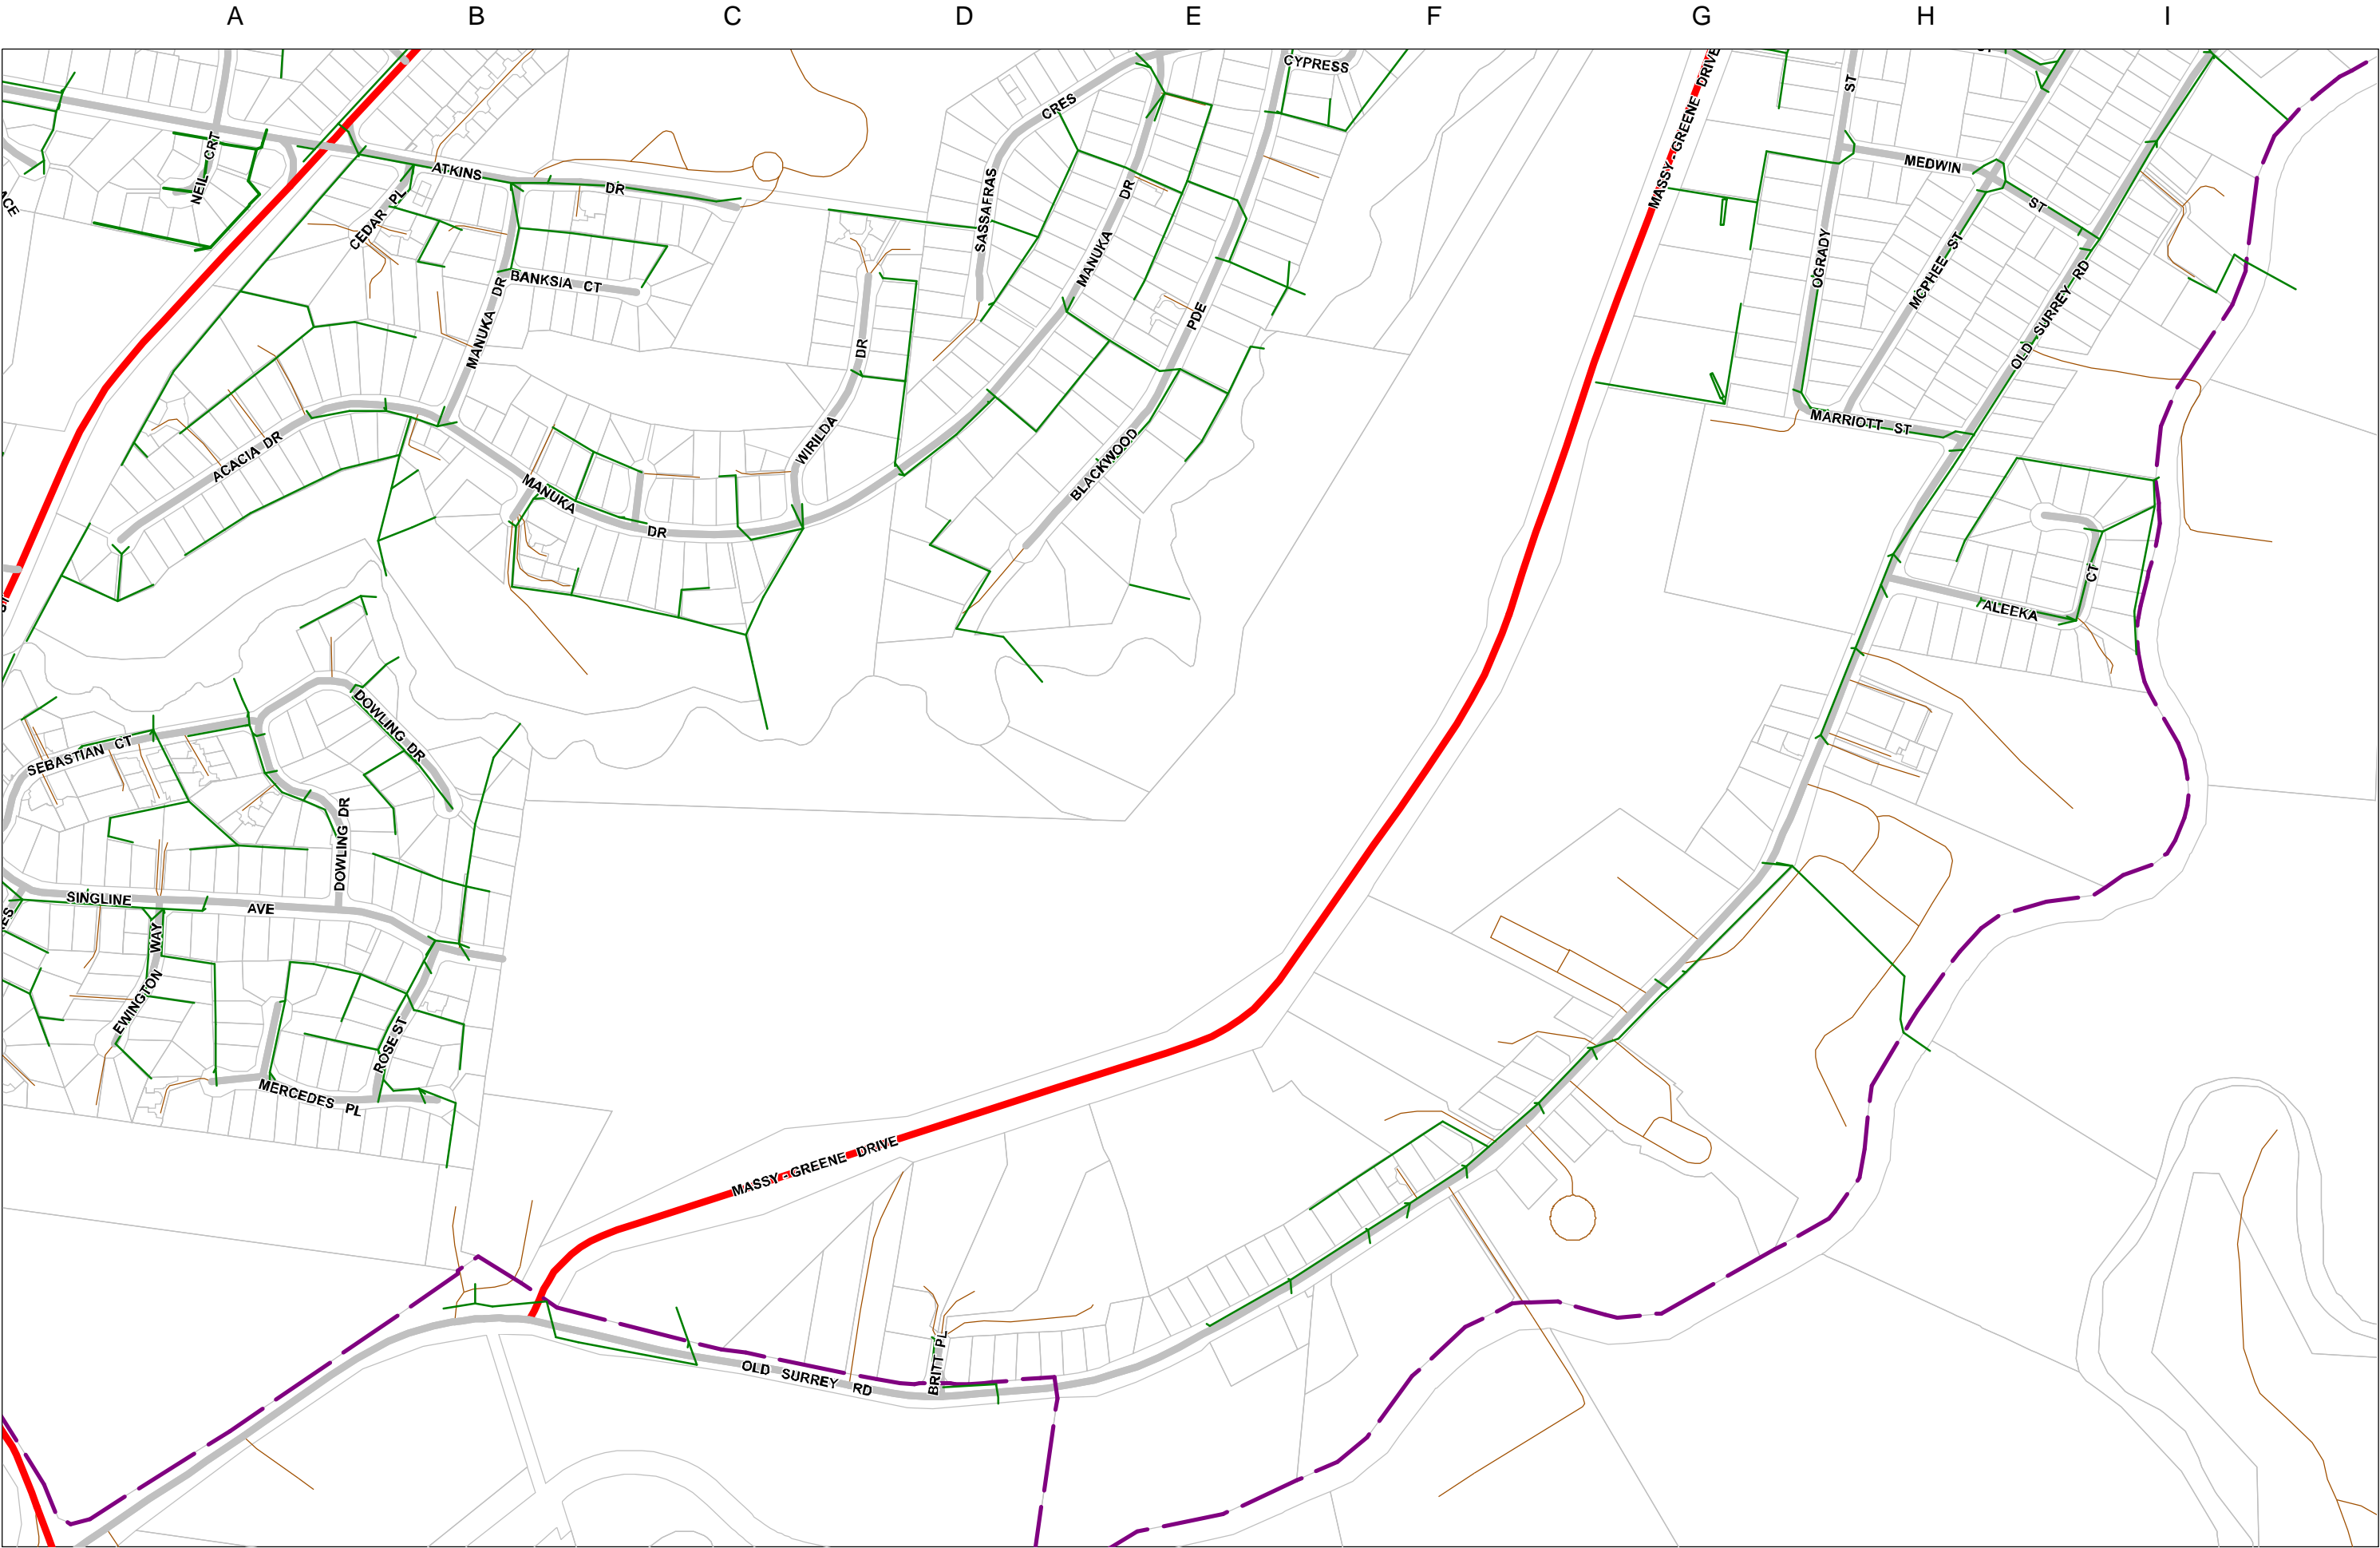 A B C D E F G H I
CYPRESS
CRES
MASSY - GREENE DRIVE
ST
NEIL CRT
ATKINS
DR
MEDWIN
ST
CEDAR PL
SASSAFRAS
MANUKA DR
OGRADY
MCPHEE ST
OLD SURREY RD
BANKSIA CT
MANUKA DR
PDE
DR
WIRILDA
MARRIOTT ST
ACACIA DR
BLACKWOOD
MANUKA
DR
CT
ALEEKA
DOWLING DR
SEBASTIAN CT
DOWLING DR
SINGLINE
AVE
WAY
EWINGTON
ROSE ST
MERCEDES PL
MASSY - GREENE DRIVE
OLD SURREY RD
BRITT PL